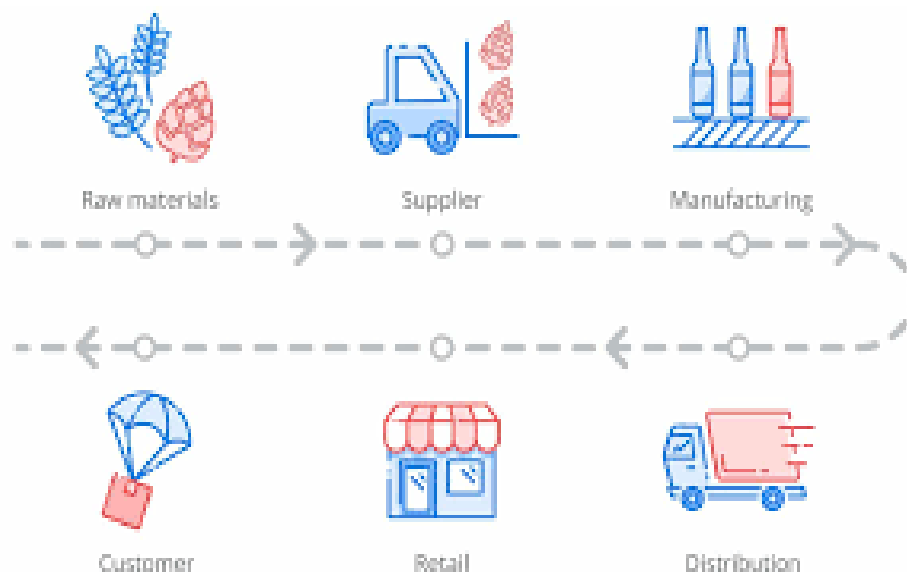 Raw materials
Supplier
Manufacturing
Customer
Retail
Distribution